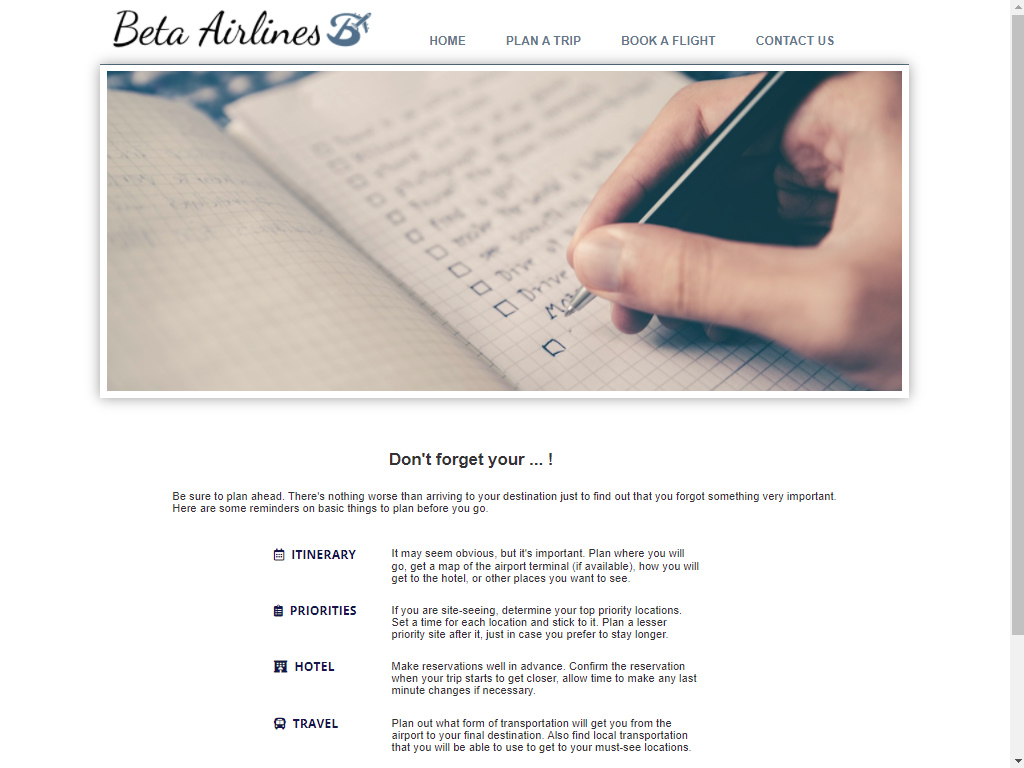 Beta Airlines B
HOME PLAN A TRIP BOOK A FLIGHT CONTACT US
Drive
Don't forget your ... !
Be sure to plan ahead. There's nothing worse than arriving to your destination just to find out that you forgot something very important.
Here are some reminders on basic things to plan before you go.
ITINERARY
It may seem obvious, but it's important. Plan where you will
go, get a map of the airport terminal (if available), how you will
get to the hotel, or other places you want to see.
PRIORITIES
If you are site-seeing, determine your top priority locations.
Set a time for each location and stick to it. Plan a lesser
priority site after it, just in case you prefer to stay longer.
HOTEL
Make reservations well in advance. Confirm the reservation
when your trip starts to get closer, allow time to make any last
minute changes if necessary.
TRAVEL
Plan out what form of transportation will get you from the
airport to your final destination. Also find local transportation
that you will be able to use to get to your must-see locations.